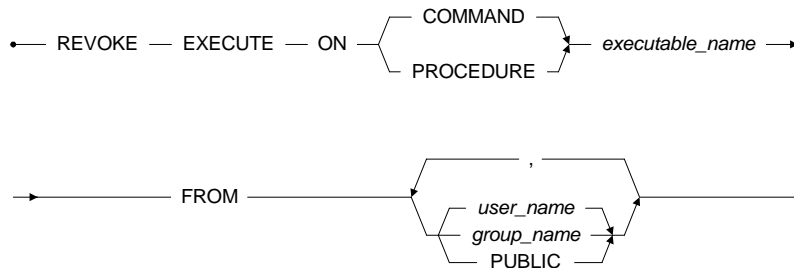 COMMAND
REVOKE EXECUTE ON executable_name
PROCEDURE
,
FROM
user_name
group_name
PUBLIC